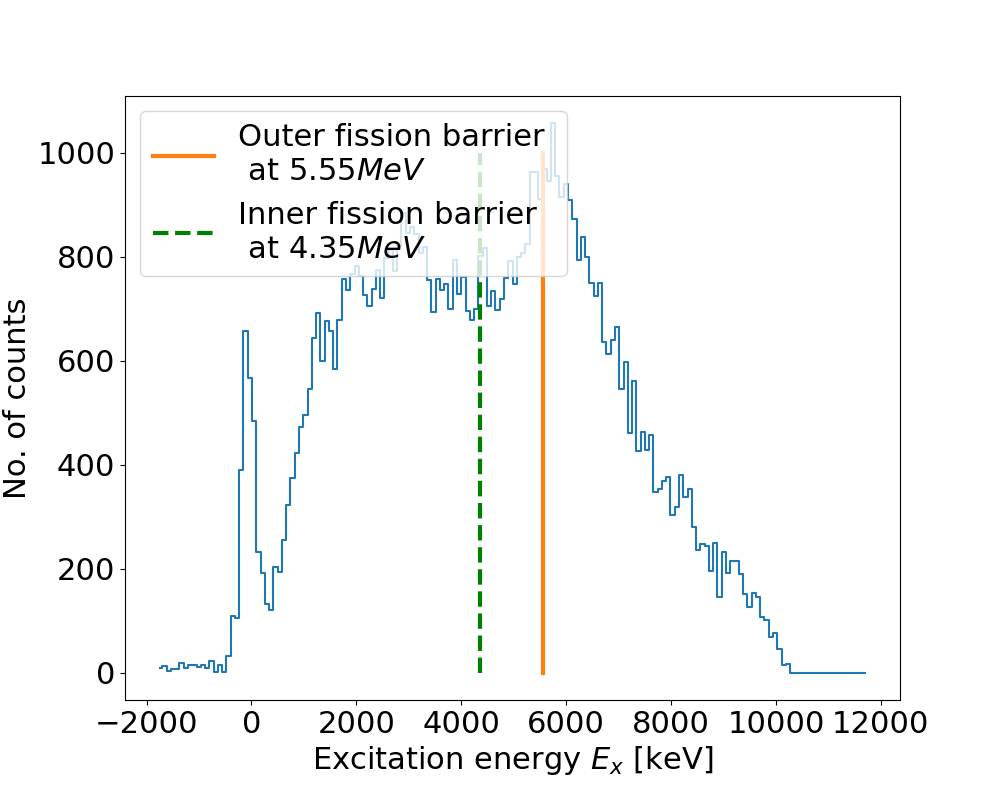 Outer fission barrier
at 5.55MeV
Inner fission barrier
at 4.35MeV
1000
800
600
400
200
0
No. of counts
−2000 0 2000 4000 6000 8000 10000 12000
Excitation energy Eₓ [keV]